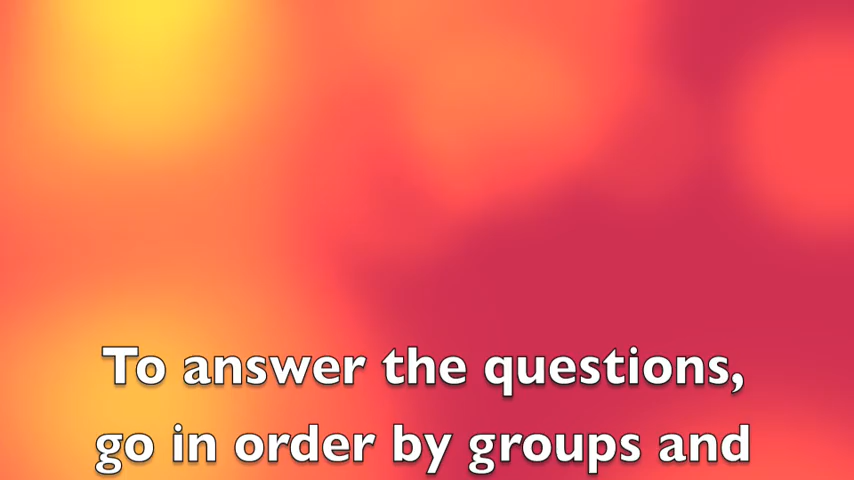 To answer the questions,
go in order by groups and